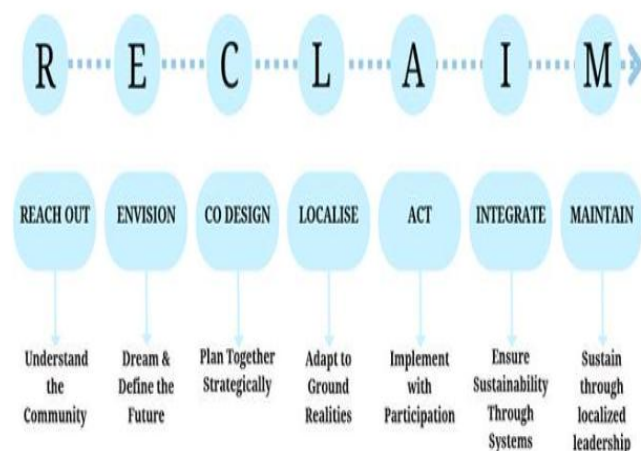 R E C L A I M
REACH OUT
ENVISION
CO DESIGN
LOCALISE
ACT
INTEGRATE
MAINTAIN
Understand
the
Community
Dream &
Define the
Future
Plan Together
Strategically
Adapt to
Ground
Realities
Implement
with
Participation
Ensure
Sustainability
Through
Systems
Sustain
through
localized
leadership